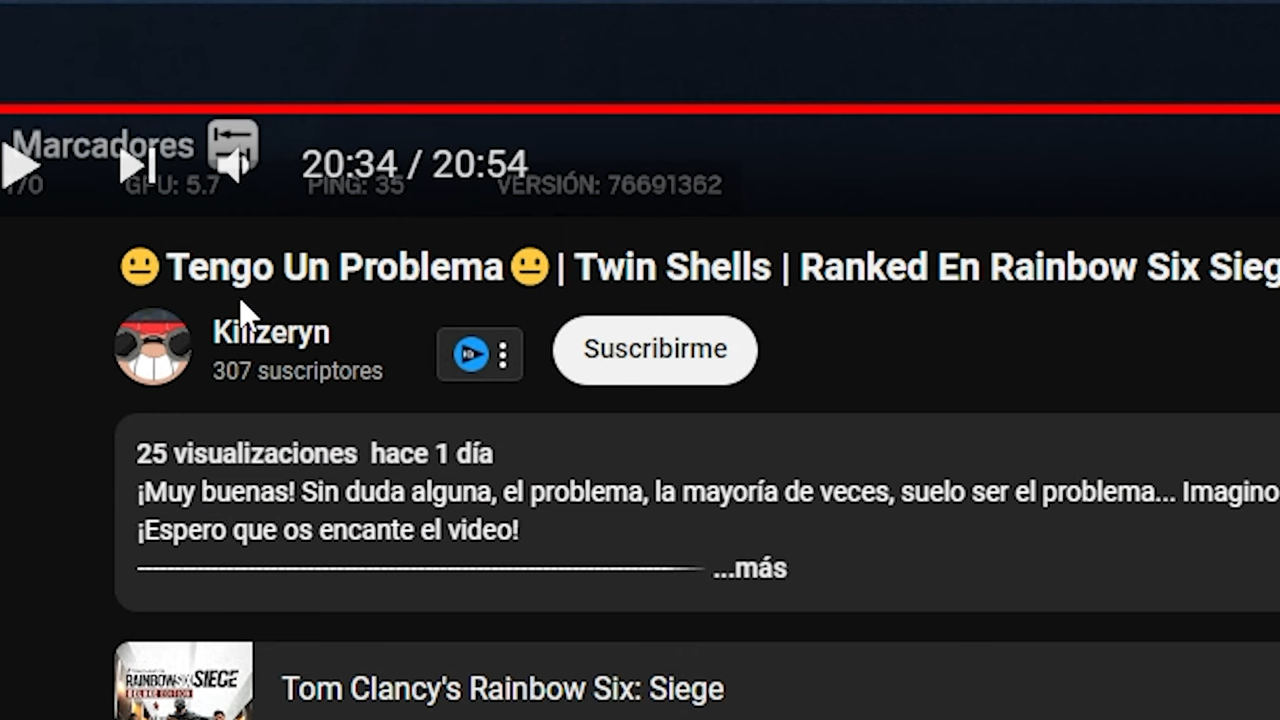 Marcadores
20:34 / 20:54
GPU: 5.7 PING: 35 VERSIÓN: 76691362
😐Tengo Un Problema😐| Twin Shells | Ranked En Rainbow Six Sieg
Killzeryn
307 suscriptores
Suscribirme
25 visualizaciones hace 1 día
¡Muy buenas! Sin duda alguna, el problema, la mayoría de veces, suelo ser el problema... Imagino
¡Espero que os encante el video!
...más
RAINBOW SIX SIEGE
DELUXE EDITION
Tom Clancy's Rainbow Six: Siege